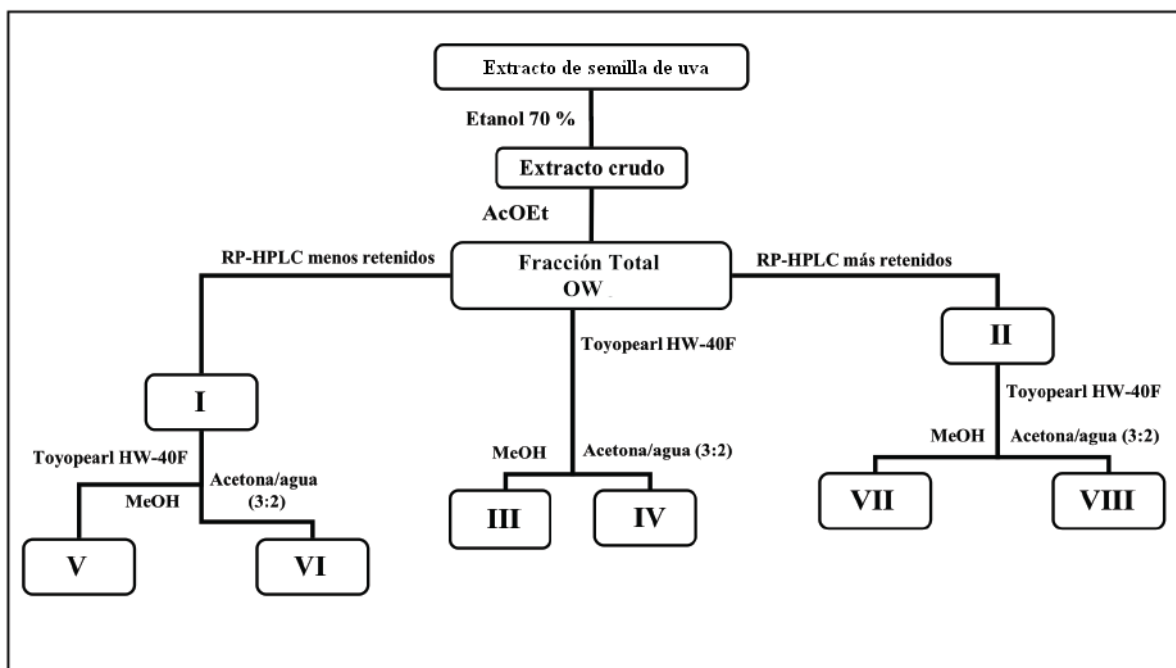 Extracto de semilla de uva
Etanol 70 %
Extracto crudo
AcOEt
RP-HPLC menos retenidos
Fracción Total
OW
RP-HPLC más retenidos
Toyopearl HW-40F
II
I
Toyopearl HW-40F
MeOH
Acetona/agua (3:2)
MeOH
Acetona/agua (3:2)
Toyopearl HW-40F
MeOH
Acetona/agua
(3:2)
III
IV
VII
VIII
V
VI